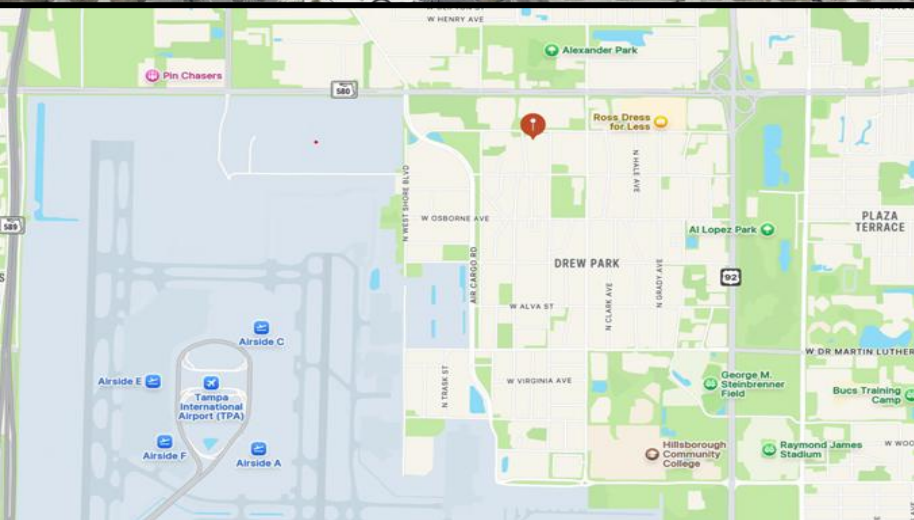 W HENRY AVE
Alexander Park
Pin Chasers
580
Ross Dress
for Less
N HALE AVE
N WEST SHORE BLVD
W OSBORNE AVE
589
PLAZA
TERRACE
Al Lopez Park
DREW PARK
AIR CARGO RD
N GRADY AVE
92
N CLARK AVE
W ALVA ST
Airside C
W DR MARTIN LUTHER
Airside E
Tampa
International
Airport (TPA)
N TRASK ST
W VIRGINIA AVE
George M.
Steinbrenner
Field
Bucs Training
Camp
Airside F
Airside A
Hillsborough
Community
College
Raymond James
Stadium
W WOO